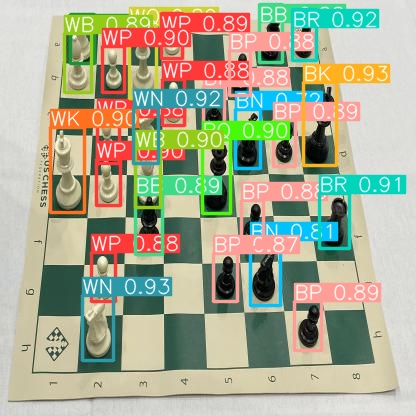 WB 0.89
WP 0.89
BR 0.92
WP 0.90
BP 0.88
WP 0.88
BK 0.93
WN 0.92
BN
BP 0.89
WK 0.90
WB 0.90
BQ 0.90
WP 0.90
BB 0.89
BP 0.88
BR 0.91
BN 0.81
WP 0.88
BP 0.87
WN 0.93
BP 0.89
USCHESS
a
b
d
f
g
h
h
1
2
3
4
5
6
7
8